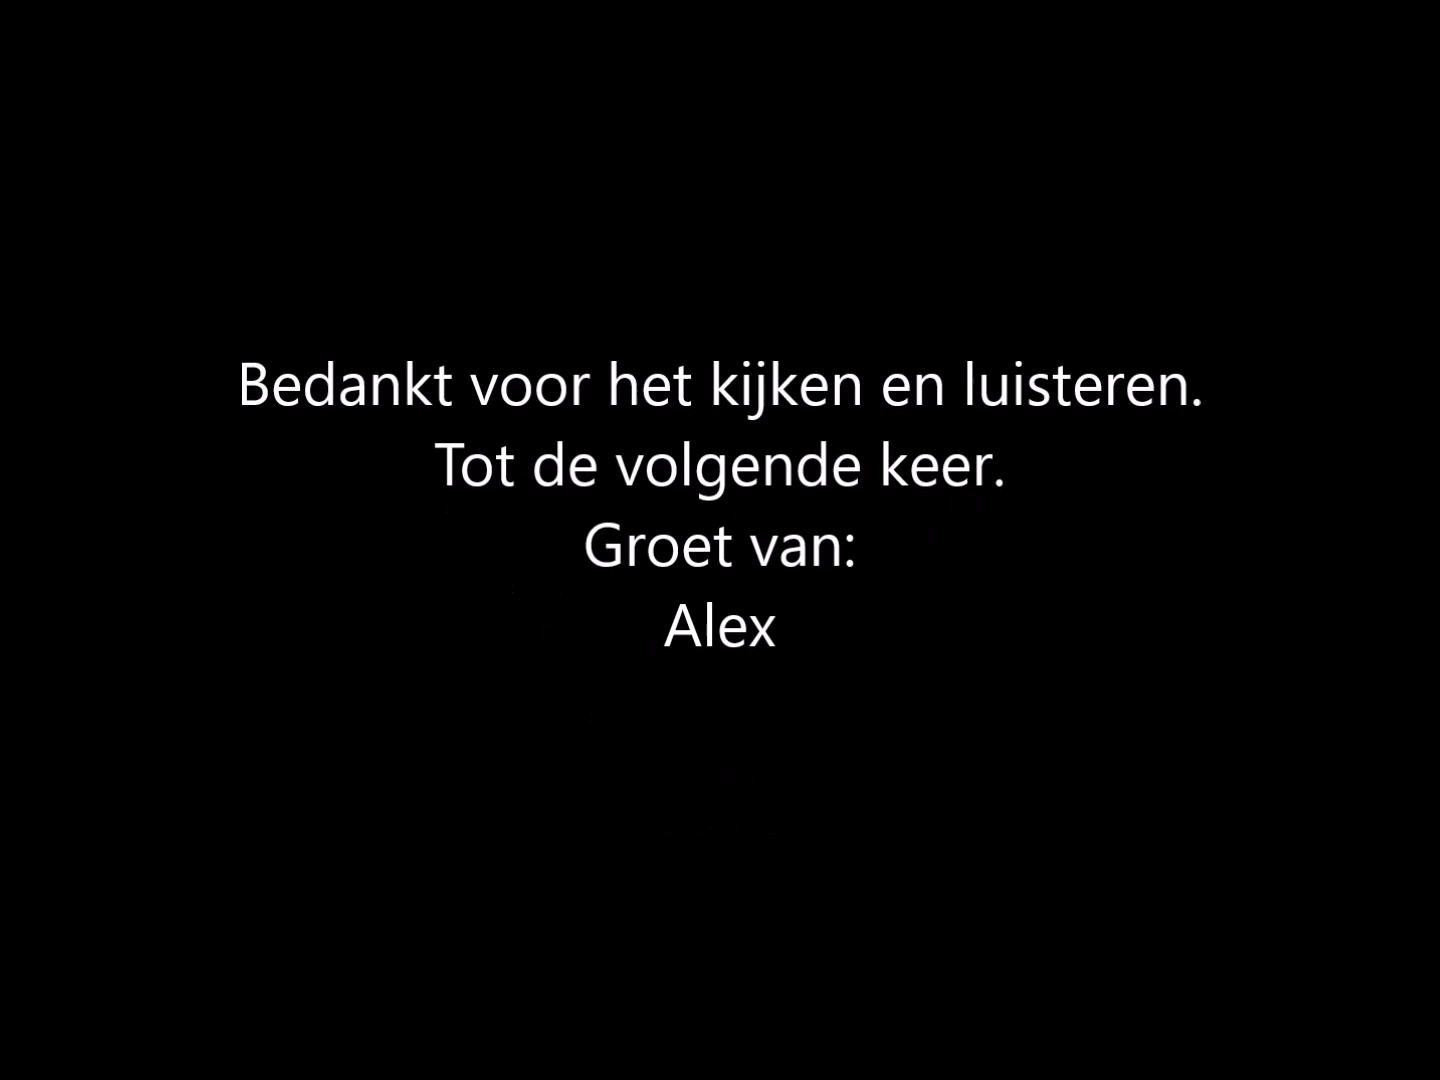 Bedankt voor het kijken en luisteren.
Tot de volgende keer.
Groet van:
Alex